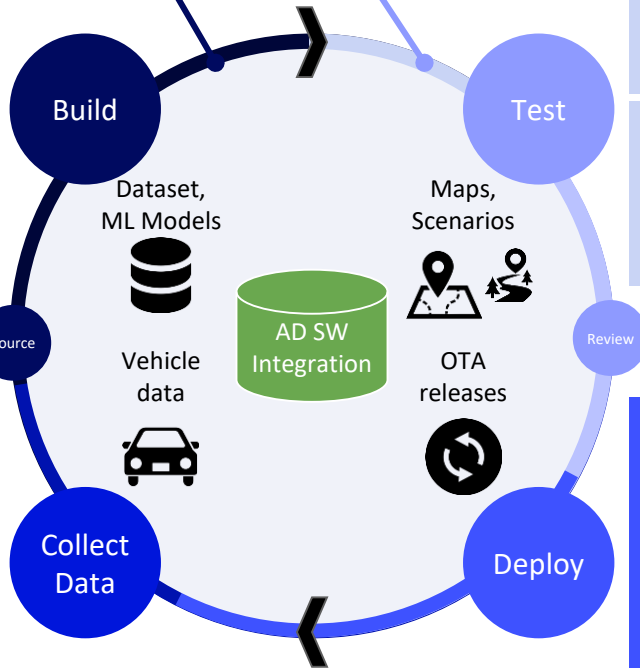 Build
Test
Dataset,
ML Models
Maps,
Scenarios
AD SW
Integration
ource
Review
Vehicle
data
OTA
releases
Collect
Data
Deploy